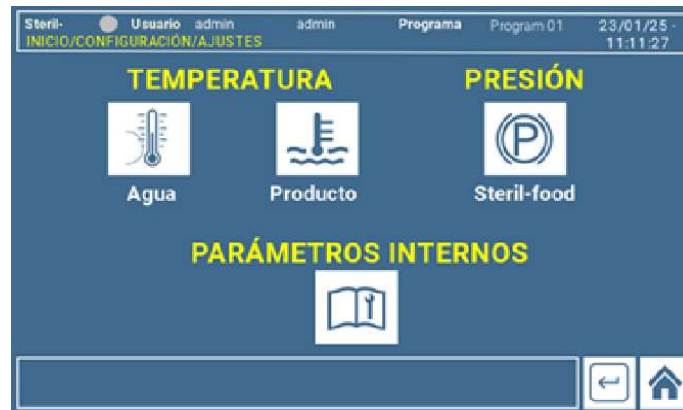 Steril- Usuario admin admin Programa Program 01 23/01/25 -
INICIO/CONFIGURACIÓN/AJUSTES 11:11:27
TEMPERATURA PRESIÓN
P
Agua Producto Steril-food
PARÁMETROS INTERNOS